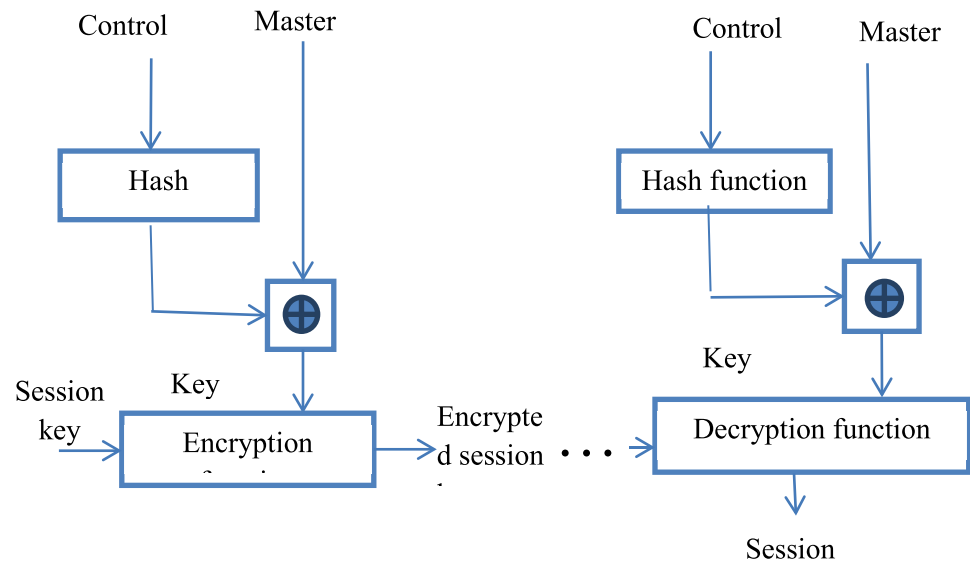 Control
Master
Hash
Key
Session
key
Encryption
Encrypte
d session
Control
Master
Hash function
Key
Decryption function
Session